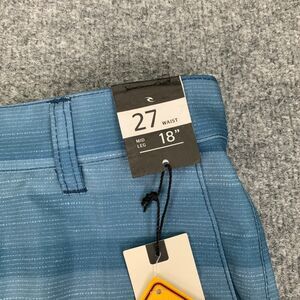 27 WAIST
MID LEG 18"